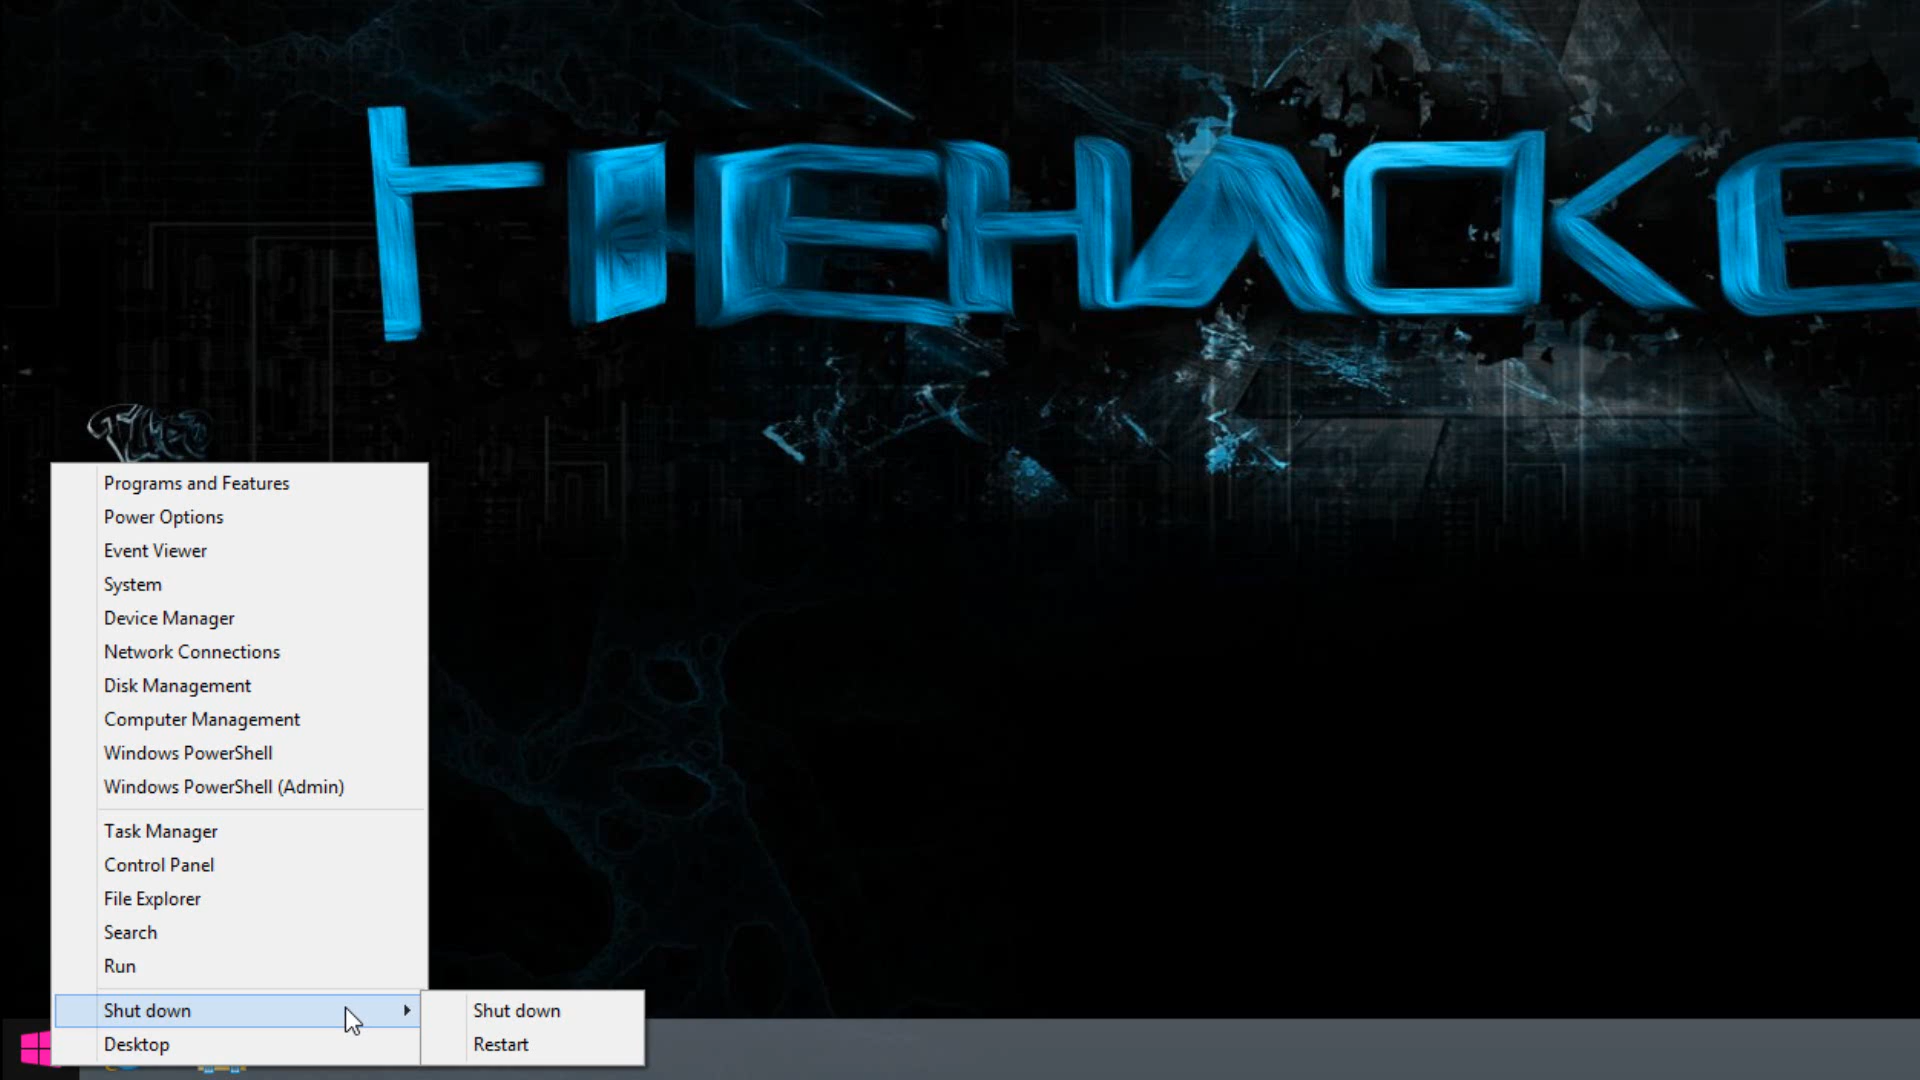 THEHACKE
Programs and Features
Power Options
Event Viewer
System
Device Manager
Network Connections
Disk Management
Computer Management
Windows PowerShell
Windows PowerShell (Admin)
Task Manager
Control Panel
File Explorer
Search
Run
Shut down
Shut down
Desktop
Restart